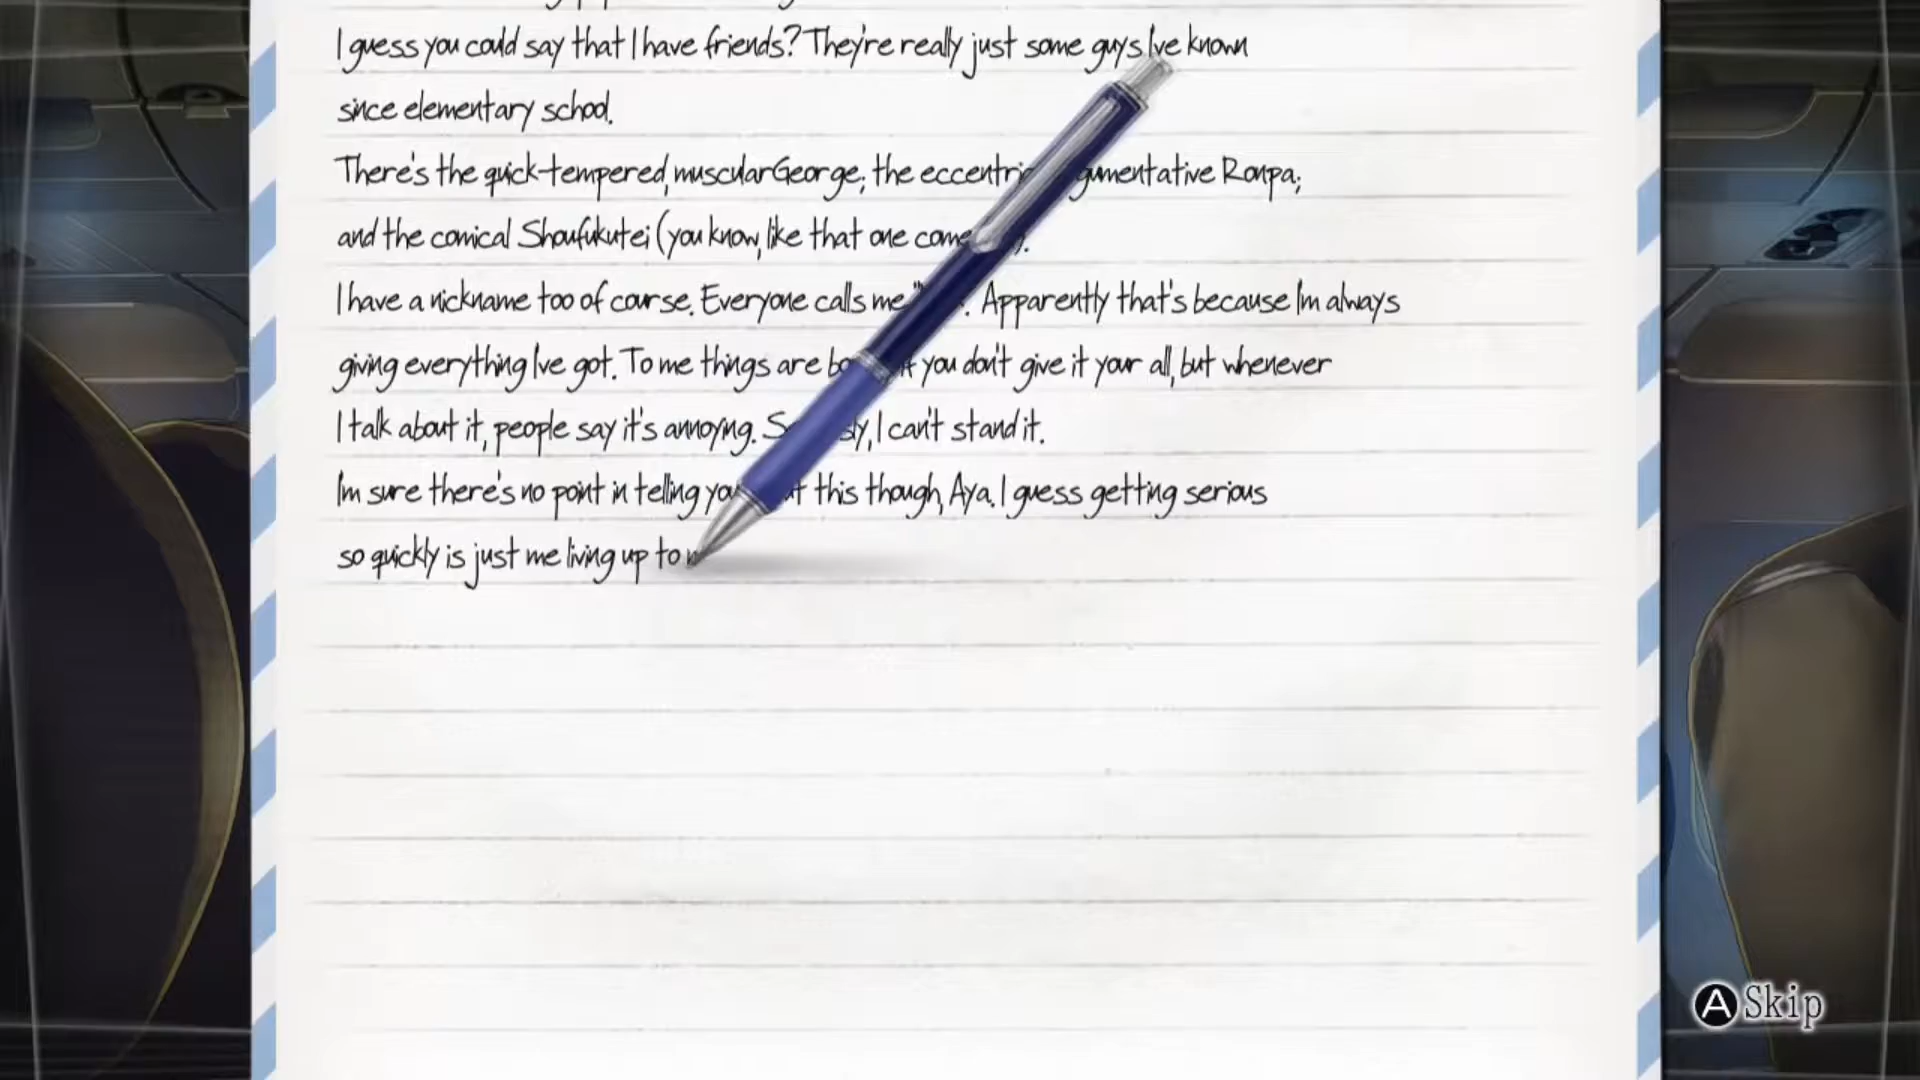 I guess you could say that I have friends? They're really just some guys I've known
since elementary school.
There's the quick-tempered, muscular George; the eccentric gumentative Ronpa;
and the comical Shoufukutei (you know, like that one come
I have a nickname too of course. Everyone calls me ". Apparently that's because I'm always
giving everything I've got. To me things are you don't give it your all, but whenever
I talk about it, people say it's annoying. I can't stand it.
I'm sure there's no point in telling this though, Aya. I guess getting serious
so quickly is just me living up to
A Skip